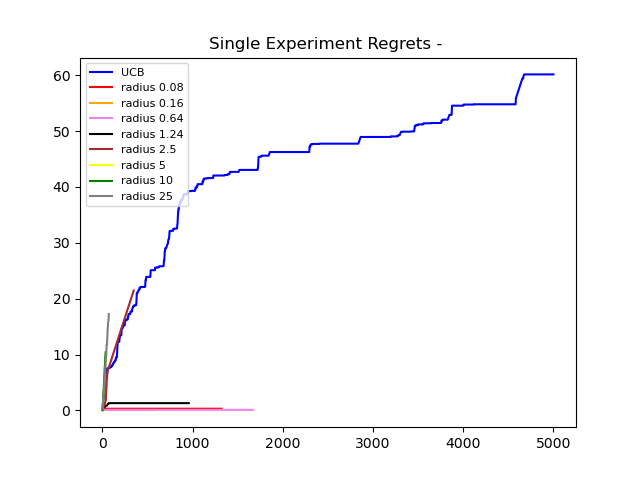 Single Experiment Regrets -
60
50
40
30
20
10
0
UCB
radius 0.08
radius 0.16
radius 0.64
radius 1.24
radius 2.5
radius 5
radius 10
radius 25
0 1000 2000 3000 4000 5000